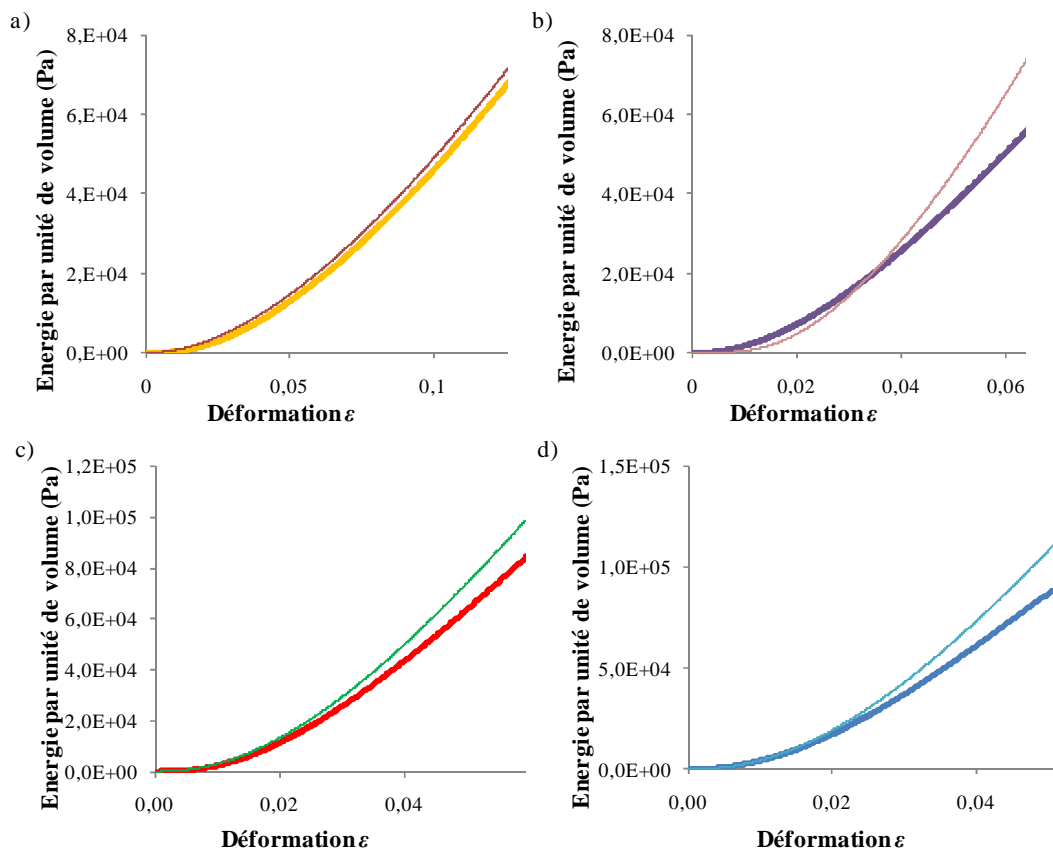 a)
Energie par unité de volume (Pa)
8,E+04
6,E+04
4,E+04
2,E+04
0,E+00
0
0,05
0,1
Déformation ε
b)
Energie par unité de volume (Pa)
8,0E+04
6,0E+04
4,0E+04
2,0E+04
0,0E+00
0
0,02
0,04
0,06
Déformation ε
c)
Energie par unité de volume (Pa)
1,2E+05
1,0E+05
8,0E+04
6,0E+04
4,0E+04
2,0E+04
0,0E+00
0,00
0,02
0,04
Déformation ε
d)
Energie par unité de volume (Pa)
1,5E+05
1,0E+05
5,0E+04
0,0E+00
0,00
0,02
0,04
Déformation ε